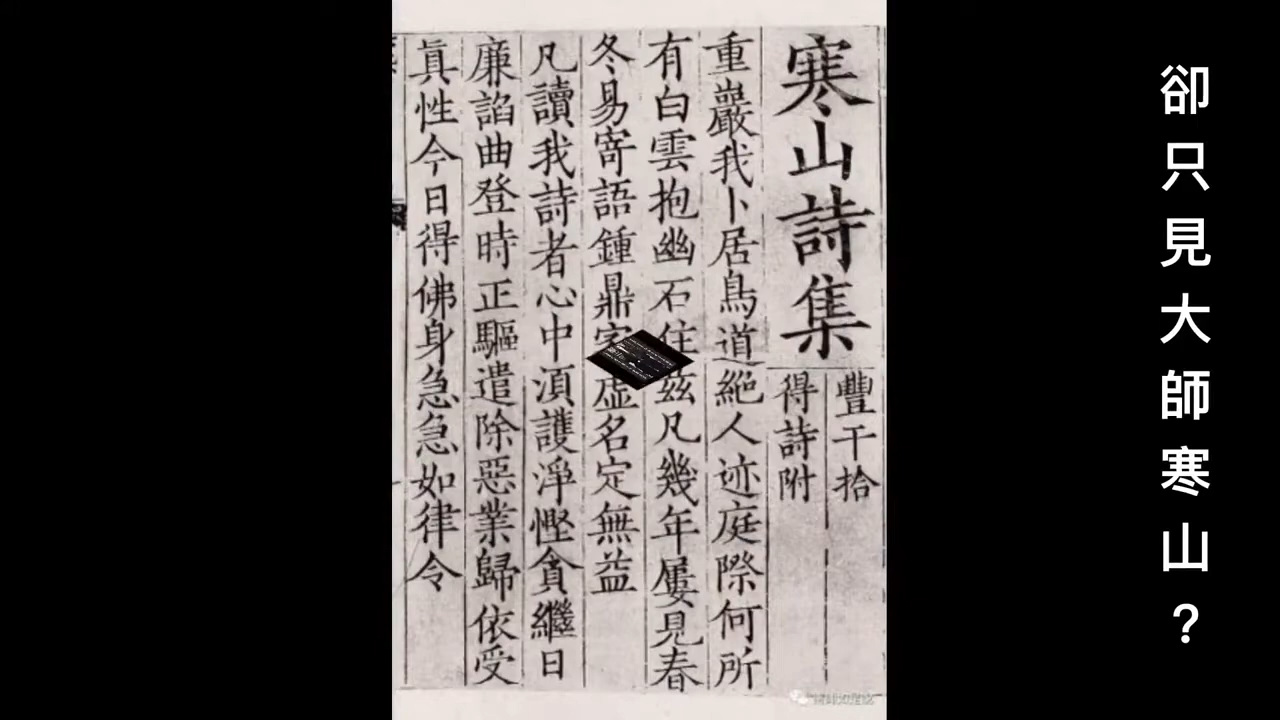 卻只見大師寒山？
寒山詩集
豐干拾
得詩附
重巖我卜居鳥道絶人迹庭際何所
有白雲抱幽石住茲凡幾年屢見春
冬易寄語鍾鼎家虛名定無益
凡讀我詩者心中湏護淨慳貪繼日
廉諂曲登時正驅遣除惡業歸依受
眞性今日得佛身急急如律令